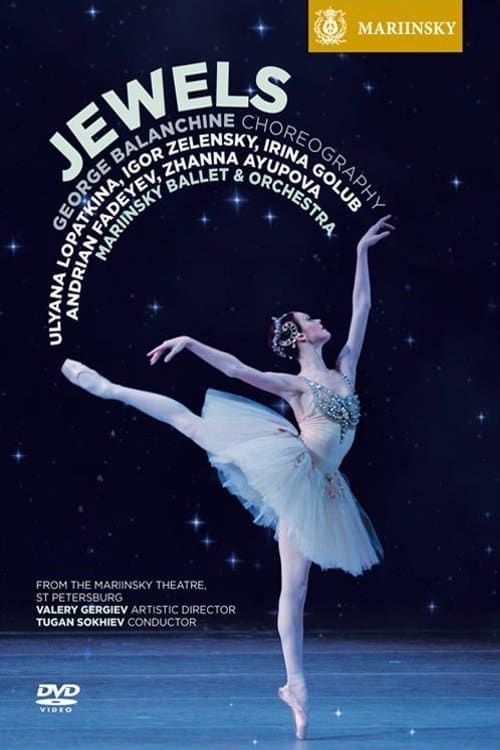 MARIINSKY
JEWELS
GEORGE BALANCHINE CHOREOGRAPHY
ULYANA LOPATKINA, IGOR ZELENSKY, IRINA GOLUB
ANDRIAN FADEYEV, ZHANNA AYUPOVA
MARIINSKY BALLET & ORCHESTRA
FROM THE MARIINSKY THEATRE,
ST PETERSBURG
VALERY GERGIEV ARTISTIC DIRECTOR
TUGAN SOKHIEV CONDUCTOR
DVD
VIDEO